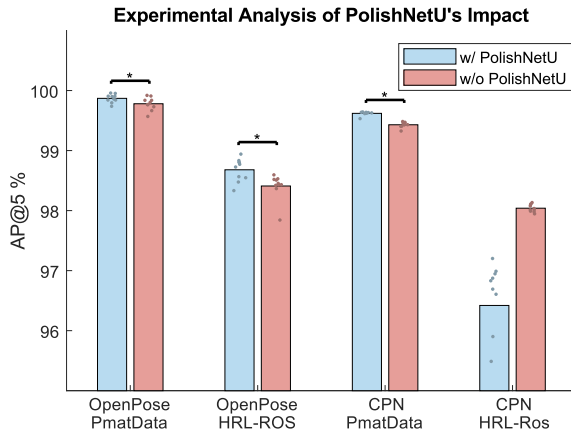 Experimental Analysis of PolishNetU's Impact
w/ PolishNetU
w/o PolishNetU
AP@5 %
100
99
98
97
96
*
*
*
OpenPose
PmatData
OpenPose
HRL-ROS
CPN
PmatData
CPN
HRL-Ros